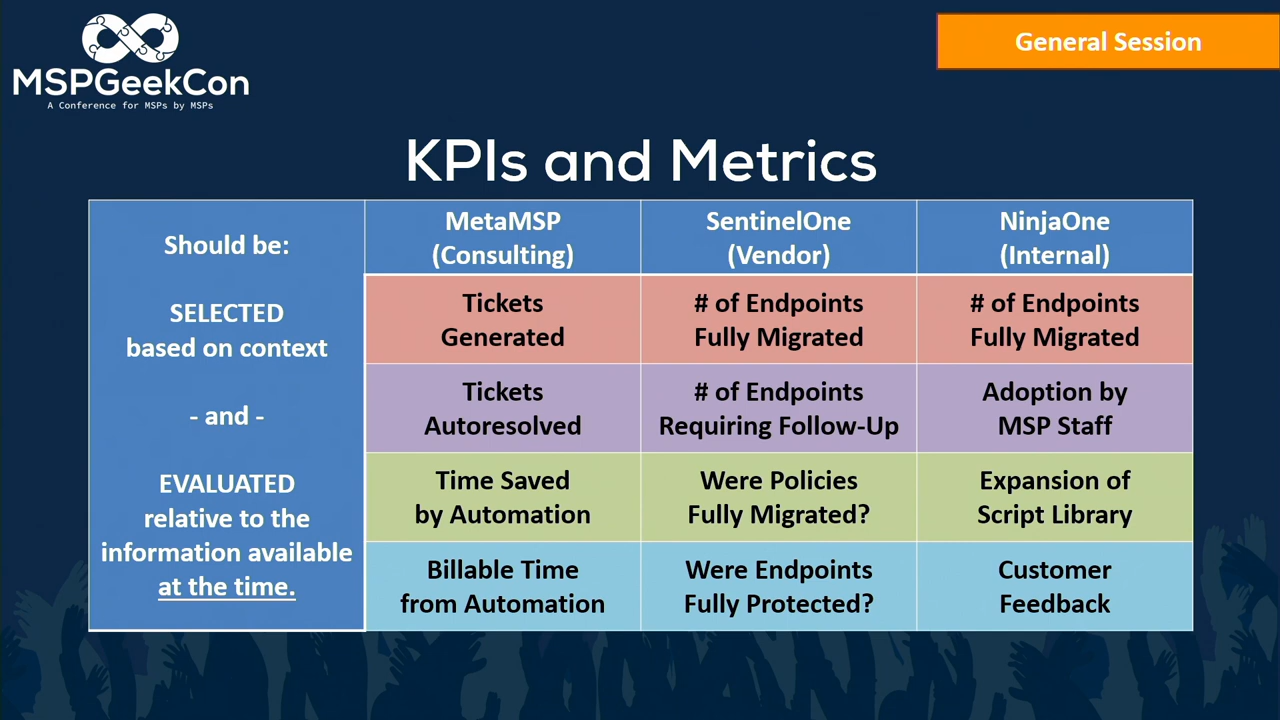 MSPGeekCon
A Conference for MSPs by MSPs
General Session
KPIs and Metrics
Should be:
SELECTED
based on context
- and -
EVALUATED
relative to the
information available
at the time.
MetaMSP
(Consulting)
SentinelOne
(Vendor)
NinjaOne
(Internal)
Tickets
Generated
# of Endpoints
Fully Migrated
# of Endpoints
Fully Migrated
Tickets
Autoresolved
# of Endpoints
Requiring Follow-Up
Adoption by
MSP Staff
Time Saved
by Automation
Were Policies
Fully Migrated?
Expansion of
Script Library
Billable Time
from Automation
Were Endpoints
Fully Protected?
Customer
Feedback